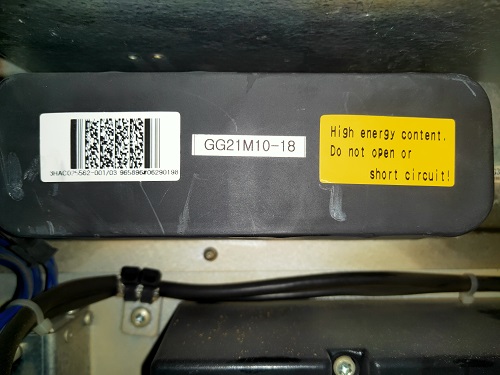 GG21M10-18
High energy content.
Do not open or
short circuit!